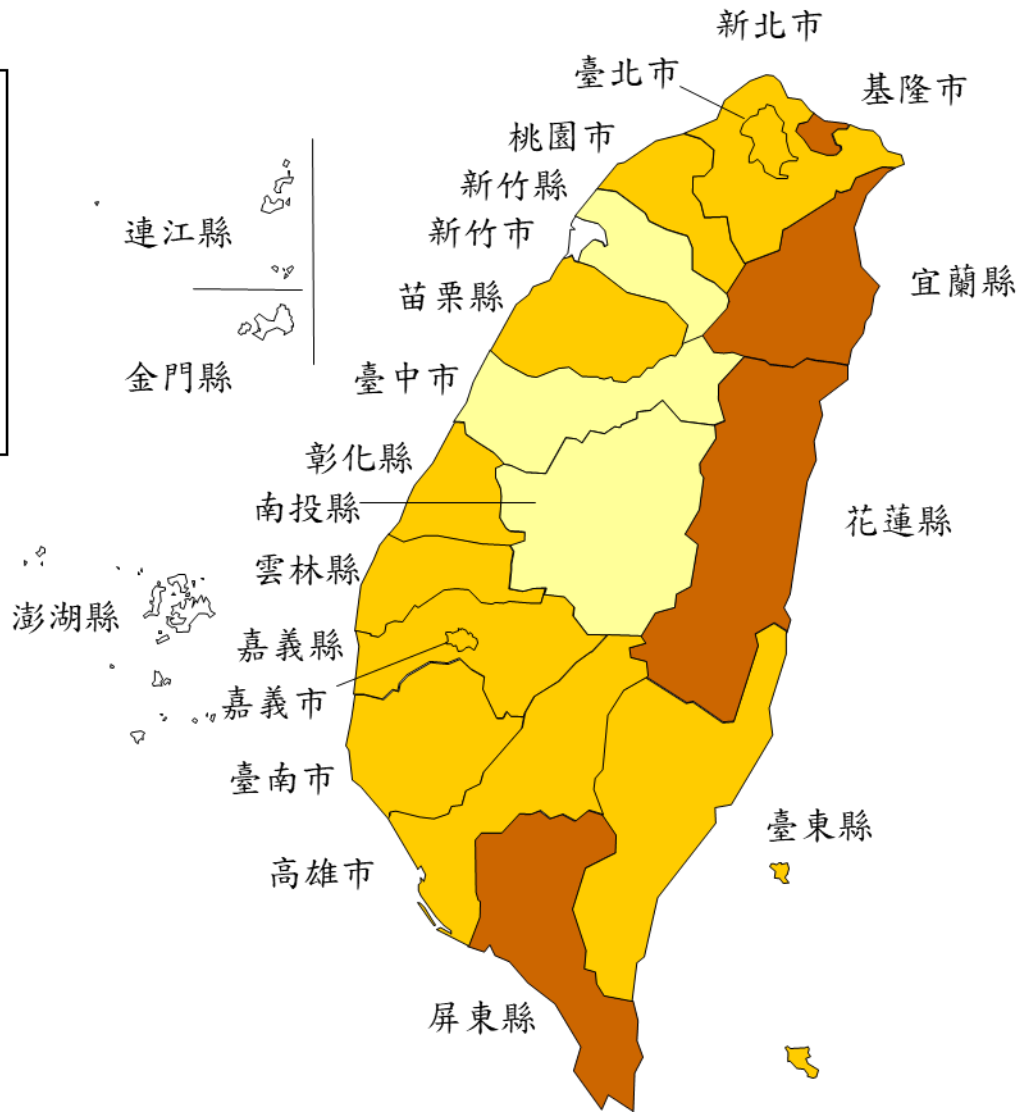 新北市
臺北市
基隆市
桃園市
新竹縣
新竹市
連江縣
苗栗縣
宜蘭縣
金門縣
臺中市
彰化縣
南投縣
花蓮縣
雲林縣
澎湖縣
嘉義縣
嘉義市
臺南市
臺東縣
高雄市
屏東縣